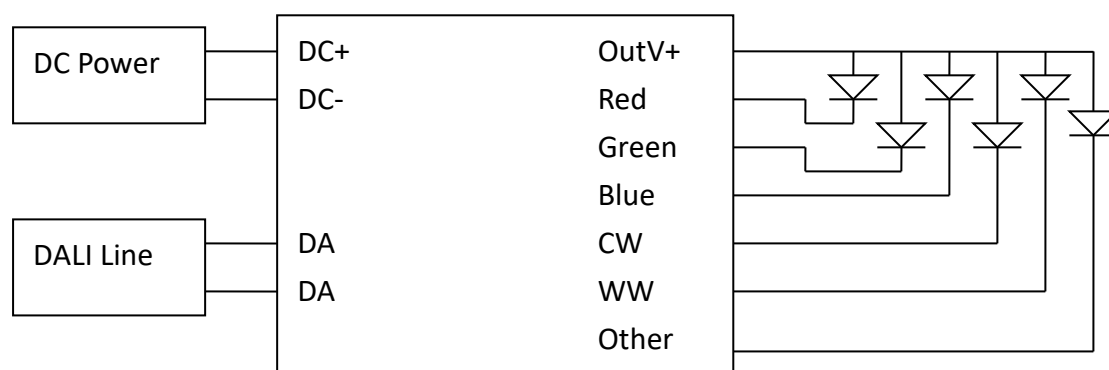 DC Power
DC+
DC-
DALI Line
DA
DA
OutV+
Red
Green
Blue
CW
WW
Other